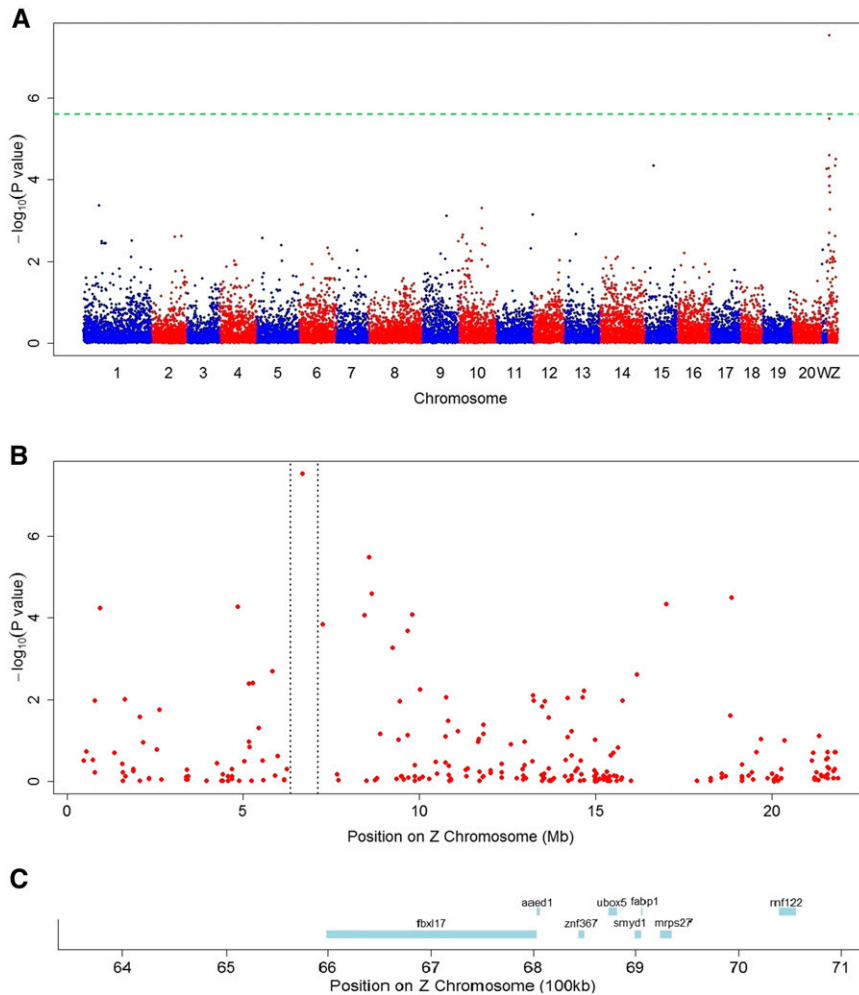 A
6
4
2
0
− log₁₀(P value)
1 2 3 4 5 6 7 8 9 10 11 12 13 14 15 16 17 18 19 20 W Z
Chromosome
B
6
4
2
0
− log₁₀(P value)
0 5 10 15 20
Position on Z Chromosome (Mb)
C
aaed1 ubox5 fabp1 rnf122
fbxl17 znf367 smyd1 mrps27
64 65 66 67 68 69 70 71
Position on Z Chromosome (100kb)